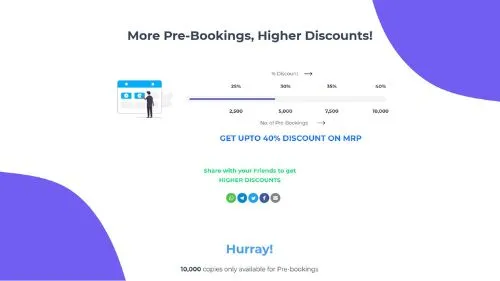 More Pre-Bookings, Higher Discounts!
% Discount
25% 30% 35% 40%
2,500 5,000 7,500 10,000
No. of Pre-Bookings
GET UPTO 40% DISCOUNT ON MRP
Share with your Friends to get
HIGHER DISCOUNTS
Hurray!
10,000 copies only available for Pre-bookings